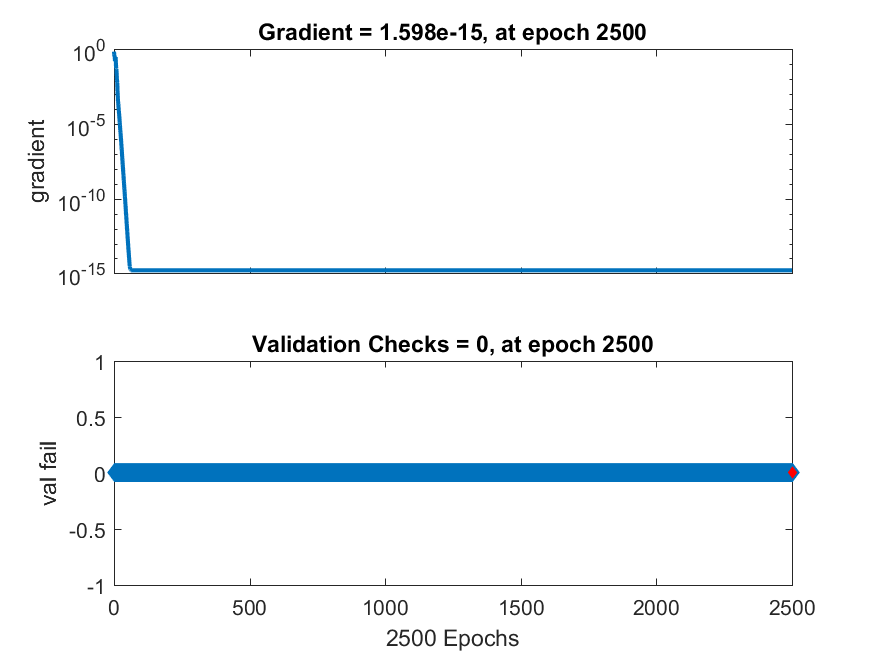 Gradient = 1.598e-15, at epoch 2500
10^0
10^-5
10^-10
10^-15
gradient
Validation Checks = 0, at epoch 2500
1
0.5
0
-0.5
-1
val fail
0 500 1000 1500 2000 2500
2500 Epochs